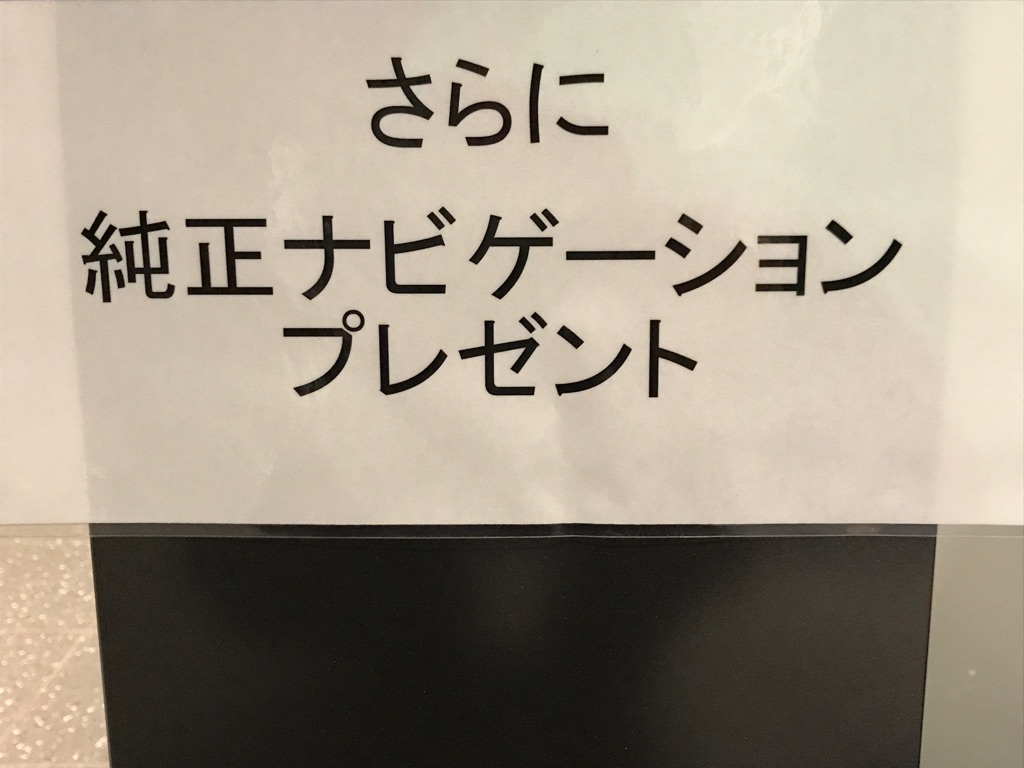 さらに
純正ナビゲーション
プレゼント